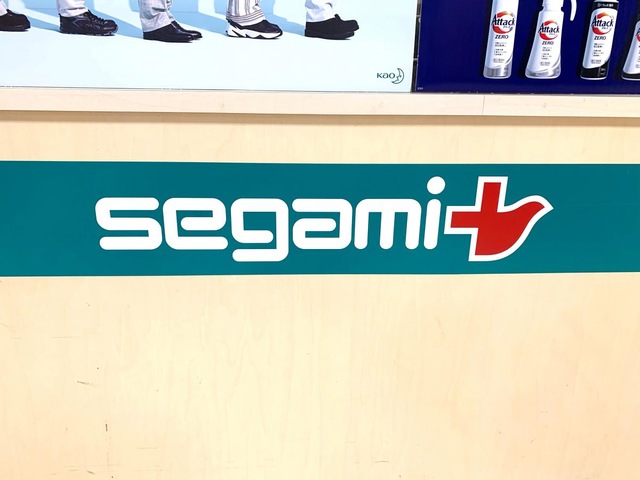 Kao
Attack
ZERO
Attack
ZERO
Attack
ZERO
segami